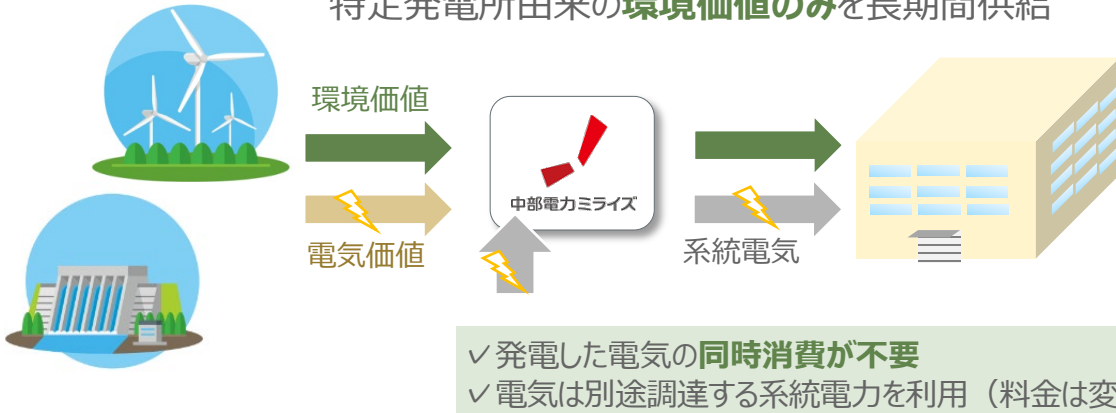 特定発電所由来の環境価値のみを長期間供給
環境価値
中部電力ミライズ
電気価値
系統電気
✓発電した電気の同時消費が不要
✓電気は別途調達する系統電力を利用（料金は変